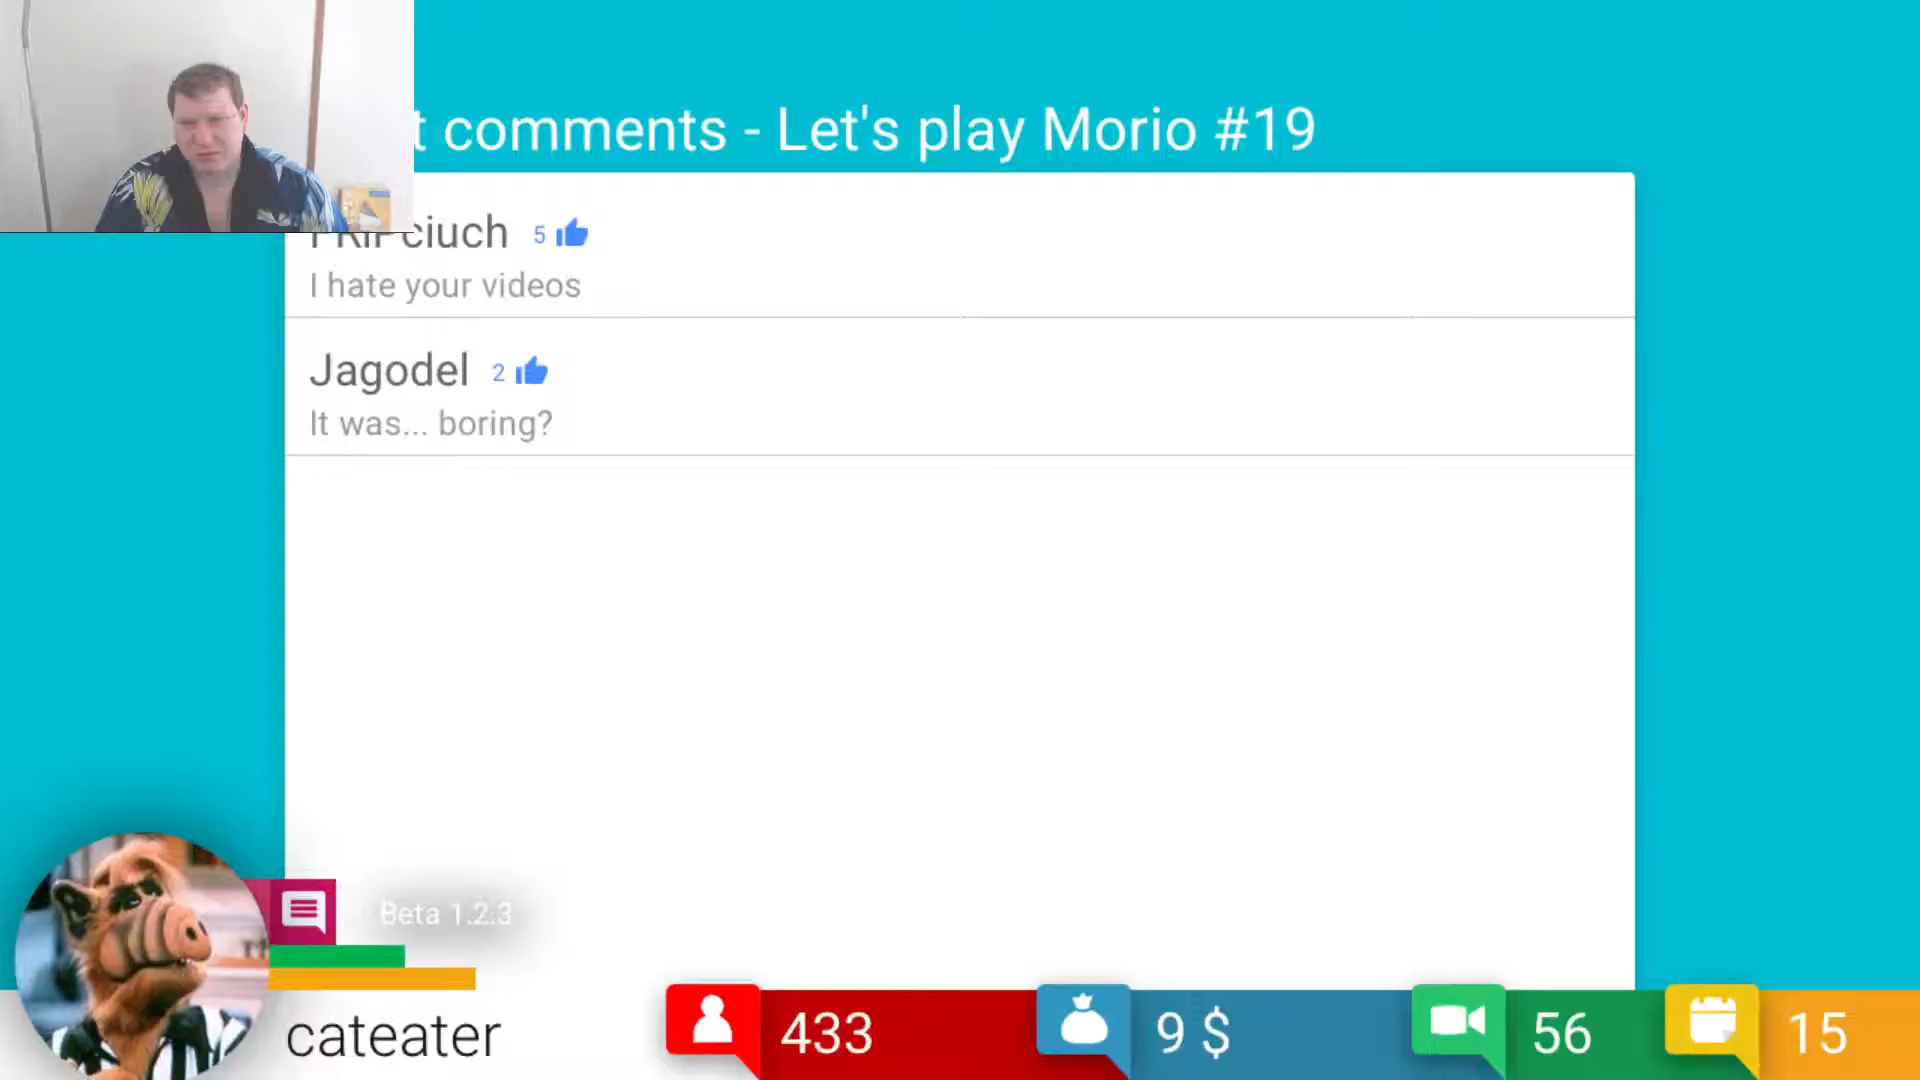 t comments - Let's play Morio #19
ciuch 5
I hate your videos
Jagodel 2
It was... boring?
Beta 1.2.3
cateater
433
9 $
56
15